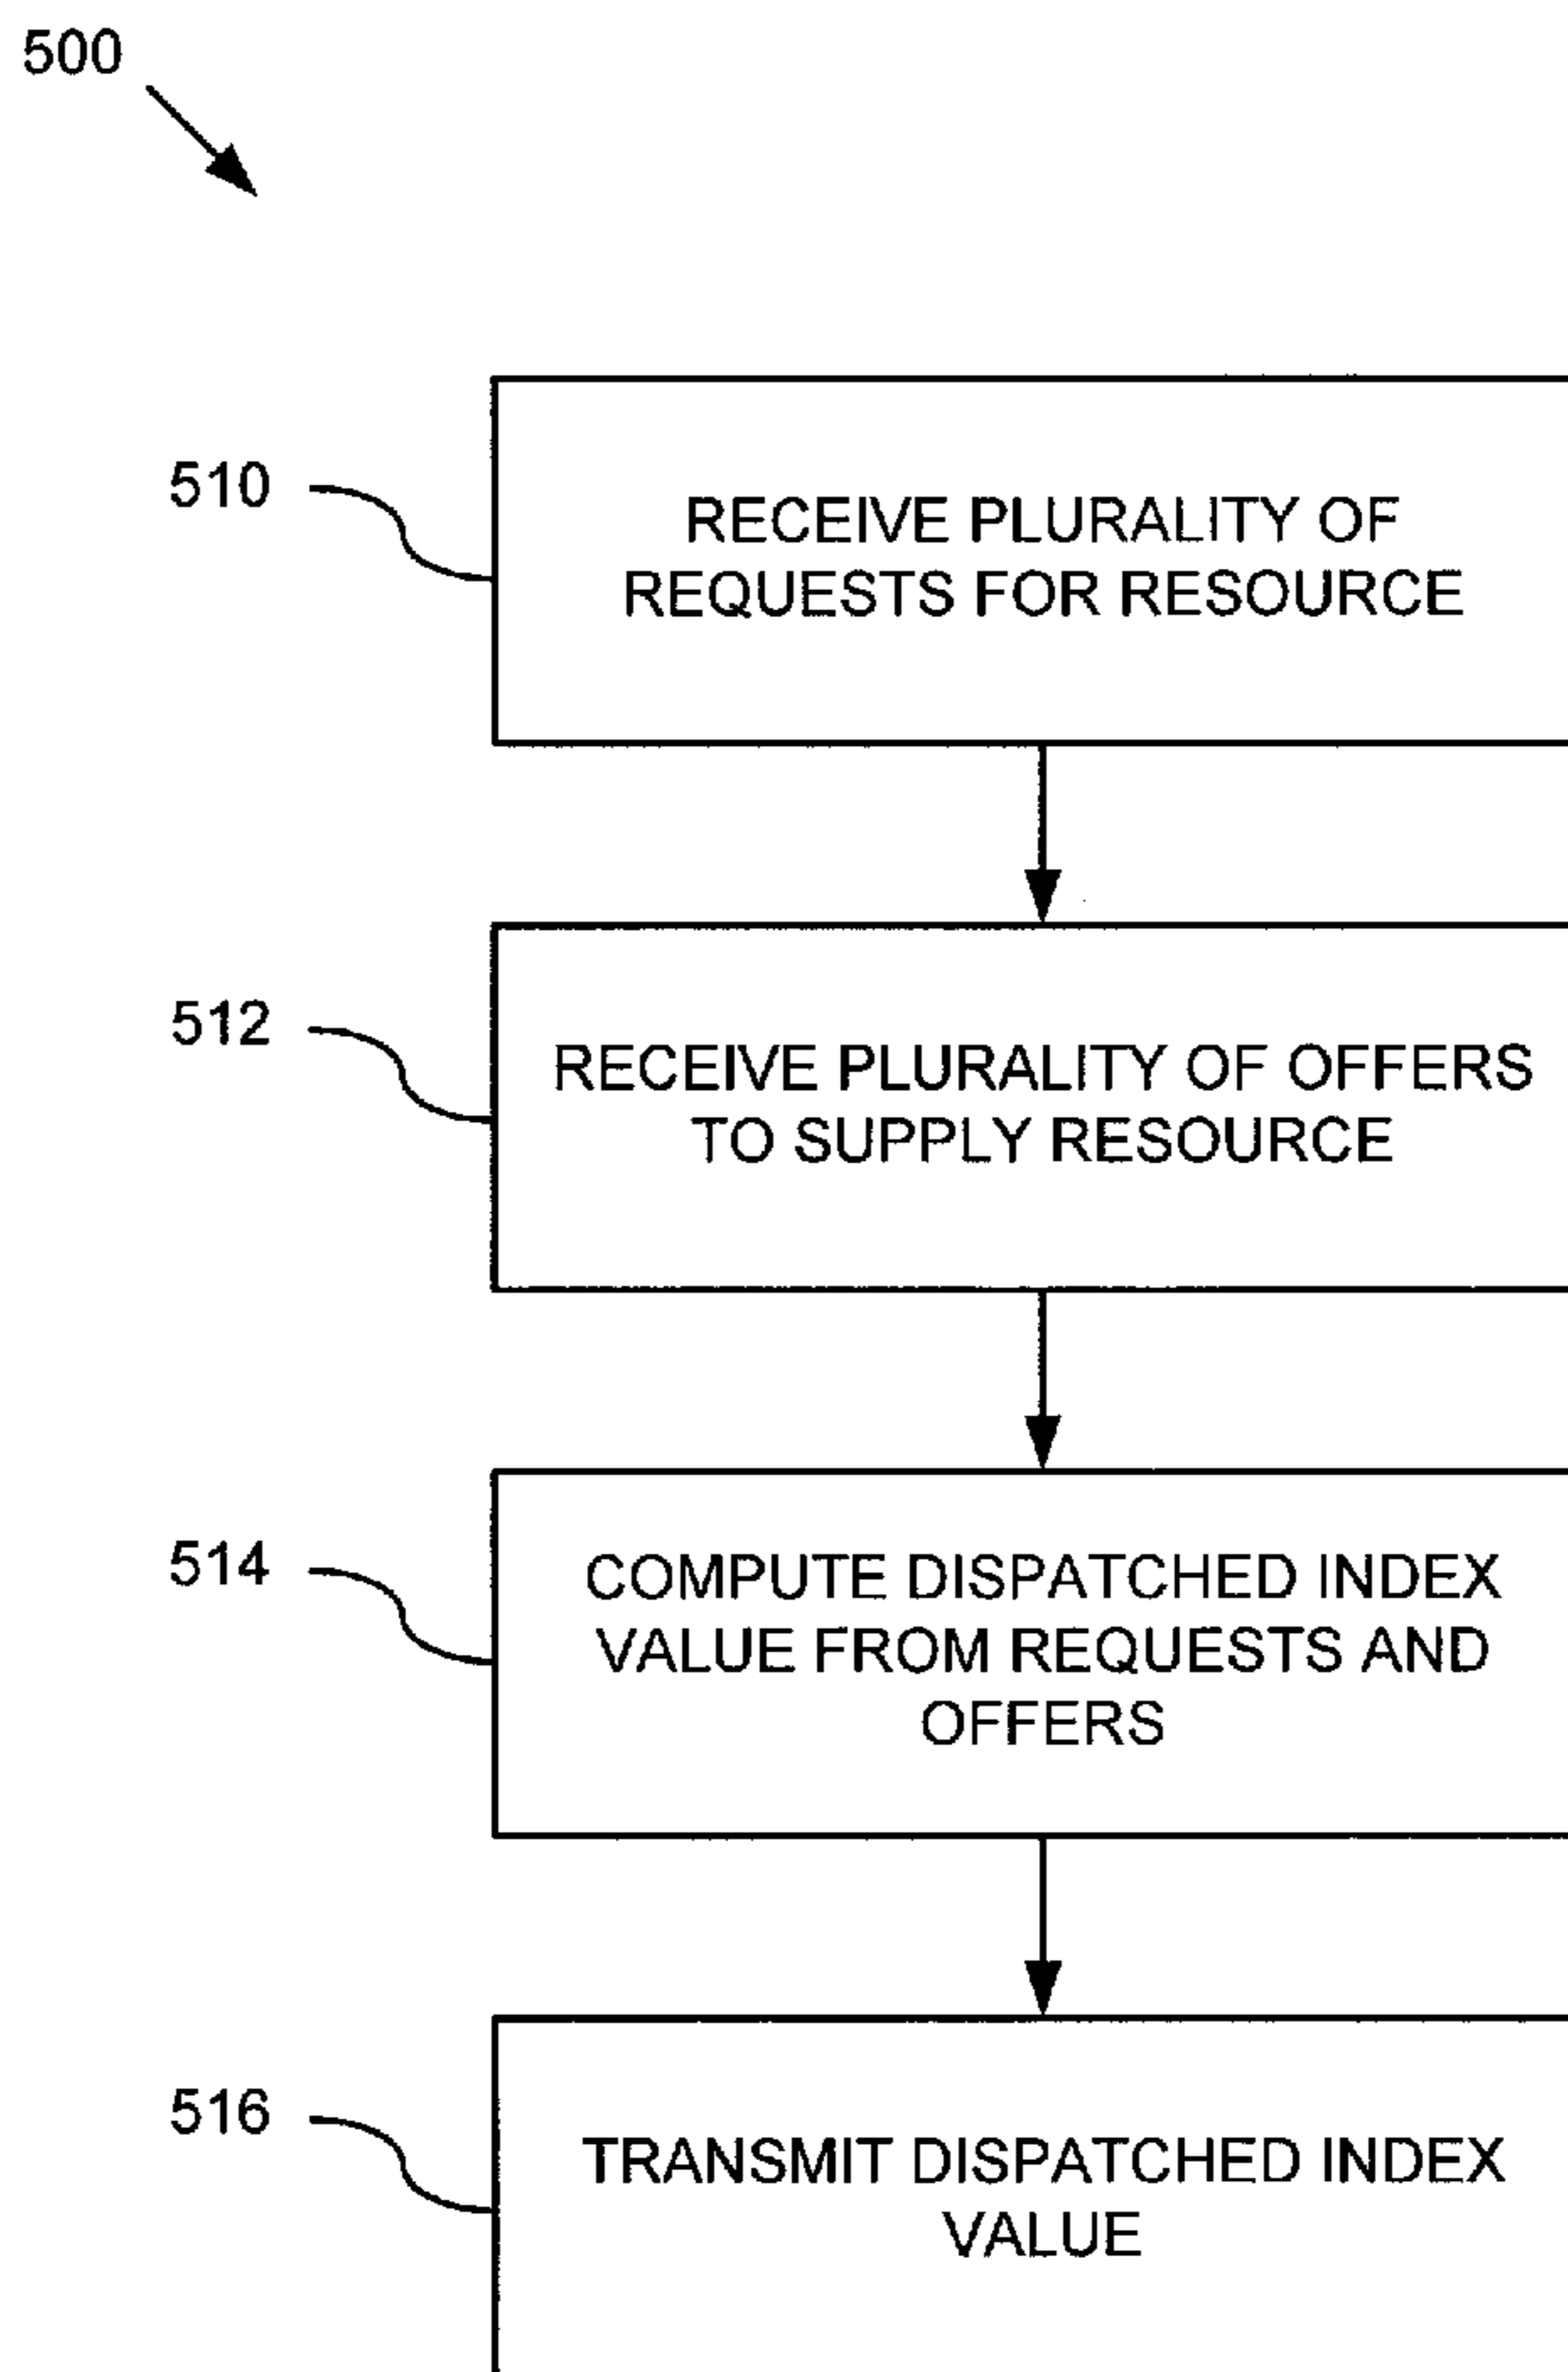 500
510
RECEIVE PLURALITY OF
REQUESTS FOR RESOURCE
512
RECEIVE PLURALITY OF OFFERS
TO SUPPLY RESOURCE
514
COMPUTE DISPATCHED INDEX
VALUE FROM REQUESTS AND
OFFERS
516
TRANSMIT DISPATCHED INDEX
VALUE